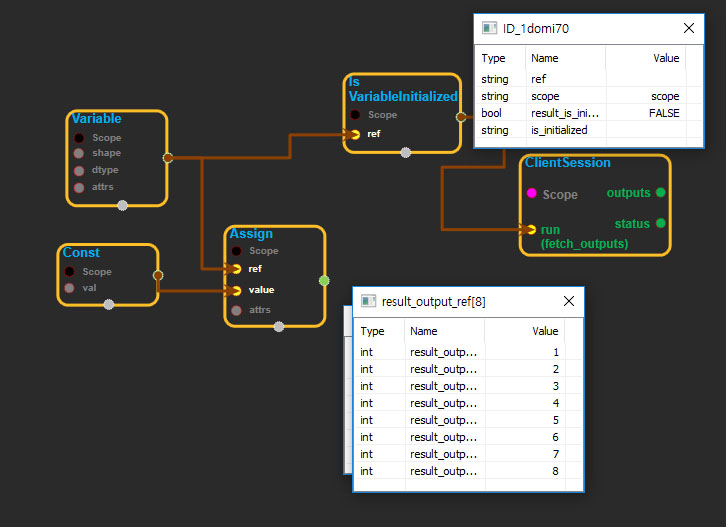 Variable
Scope
shape
dtype
attrs
Const
Scope
val
Is
VariableInitialized
Scope
ref
Assign
Scope
ref
value
attrs
ID_1domi70
Type Name Value
string ref
string scope scope
bool result_is_ini... FALSE
string is_initialized
ClientSession
Scope outputs
status
run
(fetch_outputs)
result_output_ref[8]
Type Name Value
int result_outp... 1
int result_outp... 2
int result_outp... 3
int result_outp... 4
int result_outp... 5
int result_outp... 6
int result_outp... 7
int result_outp... 8